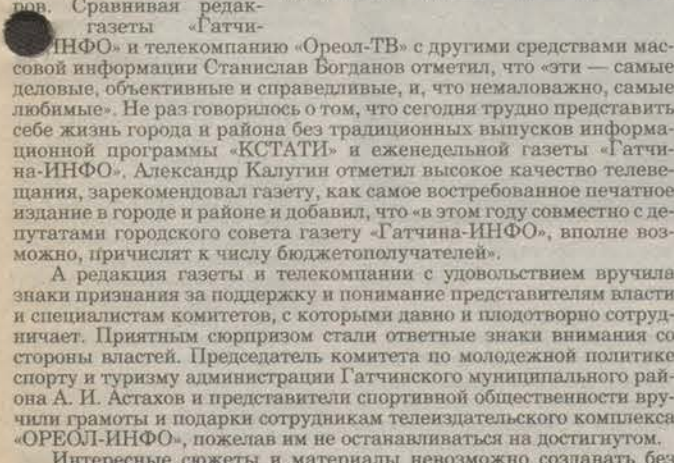 ров. Сравнивая редак-
газеты «Гатчи-
ИНФО» и телекомпанию «Ореол-ТВ» с другими средствами мас-
совой информации Станислав Богданов отметил, что «эти — самые
деловые, объективные и справедливые, и, что немаловажно, самые
любимые». Не раз говорилось о том, что сегодня трудно представить
себе жизнь города и района без традиционных выпусков информа-
ционной программы «КСТАТИ» и еженедельной газеты «Гатчи-
на-ИНФО». Александр Калугин отметил высокое качество телеве-
щания, зарекомендовал газету, как самое востребованное печатное
издание в городе и районе и добавил, что «в этом году совместно с де-
путатами городского совета газету «Гатчина-ИНФО», вполне воз-
можно, причислят к числу бюджетополучателей».
А редакция газеты и телекомпании с удовольствием вручила
знаки признания за поддержку и понимание представителям власти
и специалистам комитетов, с которыми давно и плодотворно сотруд-
ничает. Приятным сюрпризом стали ответные знаки внимания со
стороны властей. Председатель комитета по молодежной политике
спорту и туризму администрации Гатчинского муниципального рай-
она А. И. Астахов и представители спортивной общественности вру-
чили грамоты и подарки сотрудникам телеиздательского комплекса
«ОРЕОЛ-ИНФО», пожелав им не останавливаться на достигнутом.
Интересные сюжеты и материалы невозможно создавать без